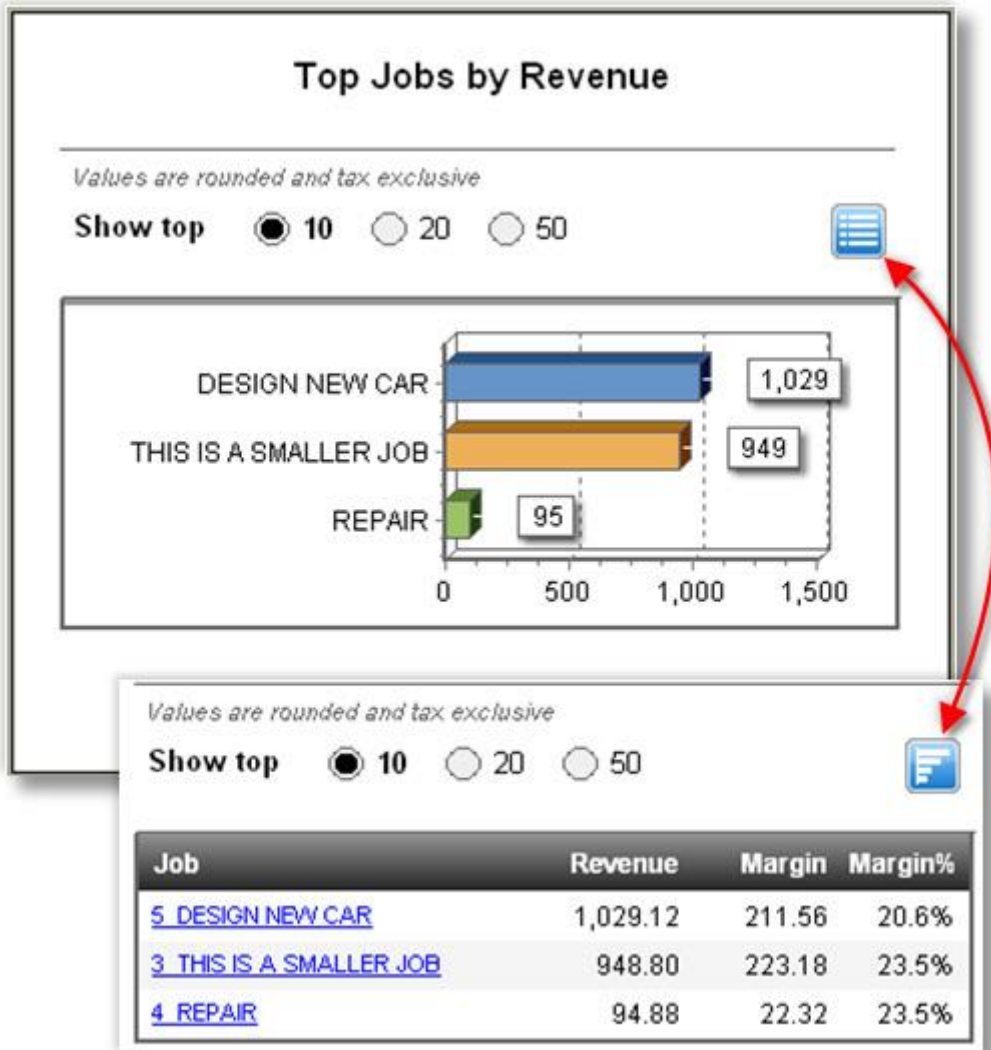 Top Jobs by Revenue
Values are rounded and tax exclusive
Show top 10 20 50
DESIGN NEW CAR 1,029
THIS IS A SMALLER JOB 949
REPAIR 95
0 500 1,000 1,500
Values are rounded and tax exclusive
Show top 10 20 50
Job Revenue Margin Margin%
5 DESIGN NEW CAR 1,029.12 211.56 20.6%
3 THIS IS A SMALLER JOB 948.80 223.18 23.5%
4 REPAIR 94.88 22.32 23.5%